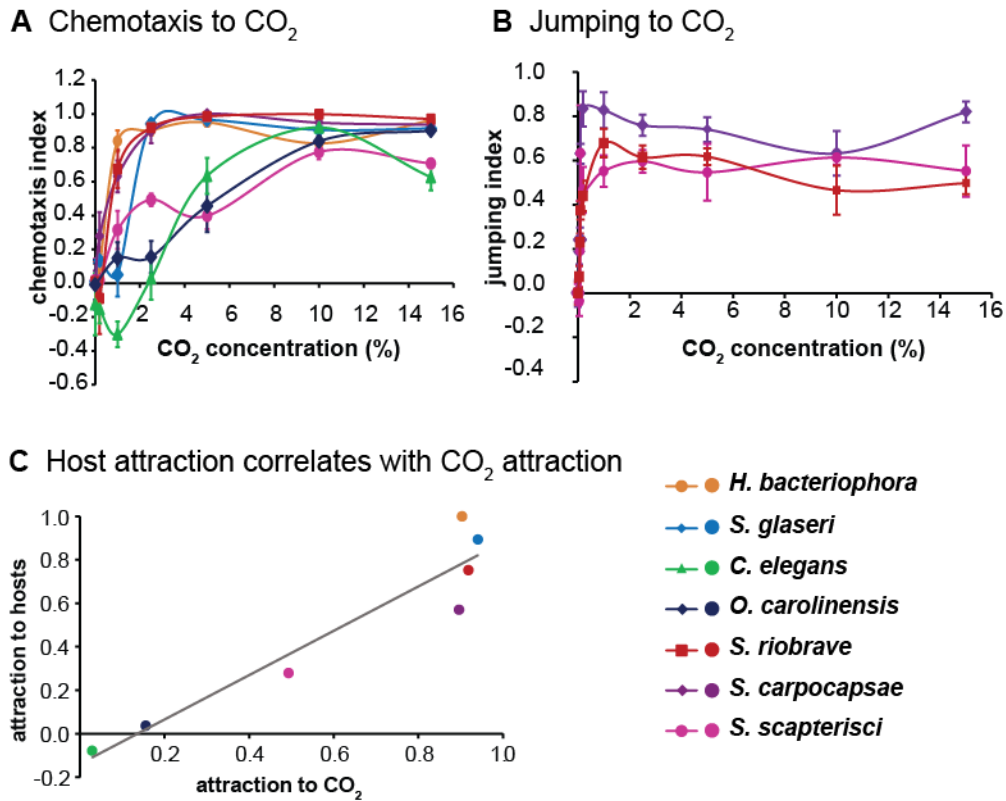 A Chemotaxis to CO2
1.2
1.0
0.8
0.6
0.4
0.2
0.0
-0.2
-0.4
-0.6
2 4 6 8 10 12 14 16
chemotaxis index
CO2 concentration (%)
B Jumping to CO2
1.0
0.8
0.6
0.4
0.2
0.0
-0.2
0.4
2 4 6 8 10 12 14 16
jumping index
CO2 concentration (%)
C Host attraction correlates with CO2 attraction
1.0
0.8
0.6
0.4
0.2
0.0
-0.2
0.2 0.4 0.6 0.8 1.0
attraction to hosts
attraction to CO2
H. bacteriophora
S. glaseri
C. elegans
O. carolinensis
S. riobrave
S. carpocapsae
S. scapterisci